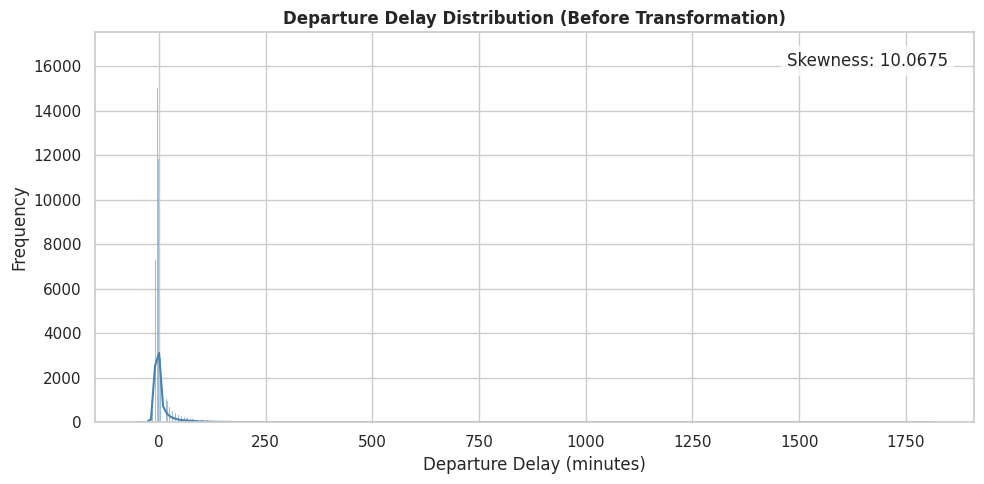 Departure Delay Distribution (Before Transformation)
Skewness: 10.0675
Frequency
16000
14000
12000
10000
8000
6000
4000
2000
0
0 250 500 750 1000 1250 1500 1750
Departure Delay (minutes)